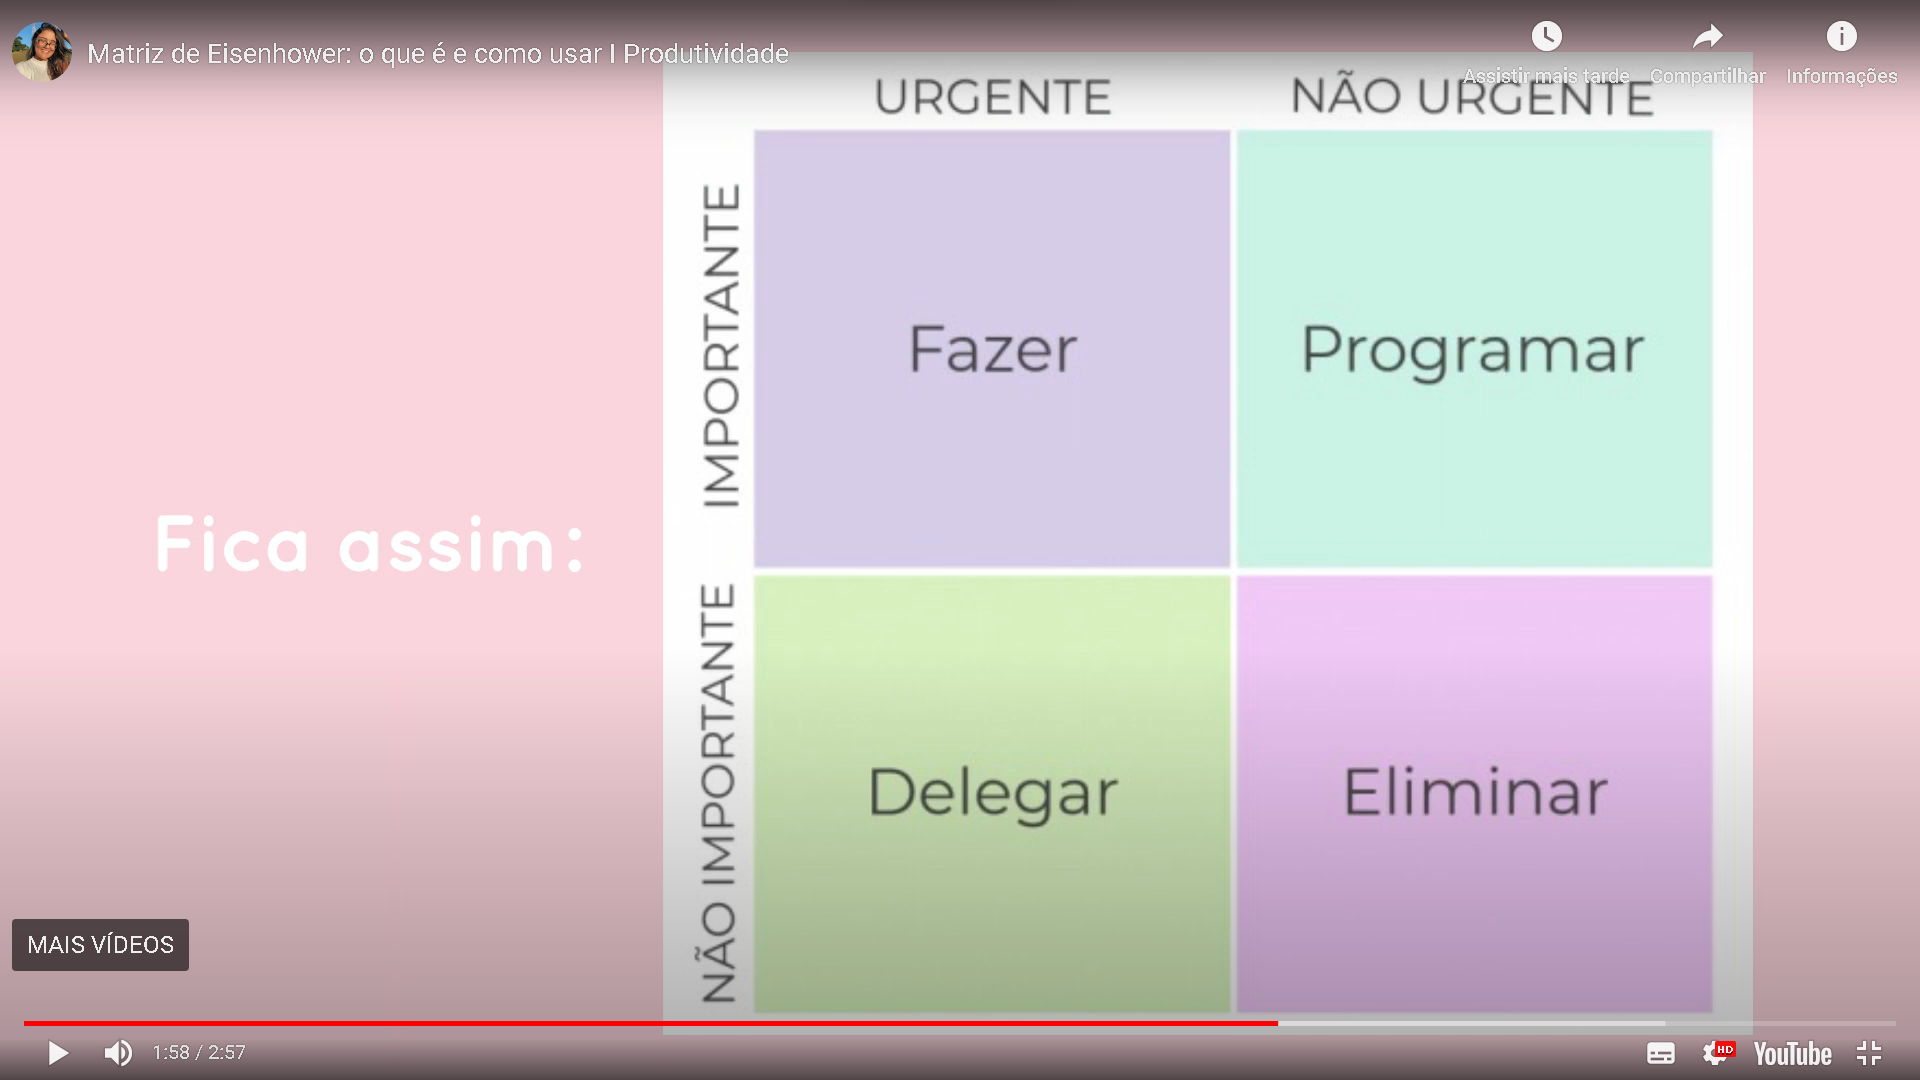 Matriz de Eisenhower: o que é e como usar I Produtividade
Assistir mais tarde
Compartilhar
Informações
URGENTE
NÃO URGENTE
IMPORTANTE
Fazer
Programar
Fica assim:
NÃO IMPORTANTE
Delegar
Eliminar
MAIS VÍDEOS
1:58 / 2:57
HD
YouTube